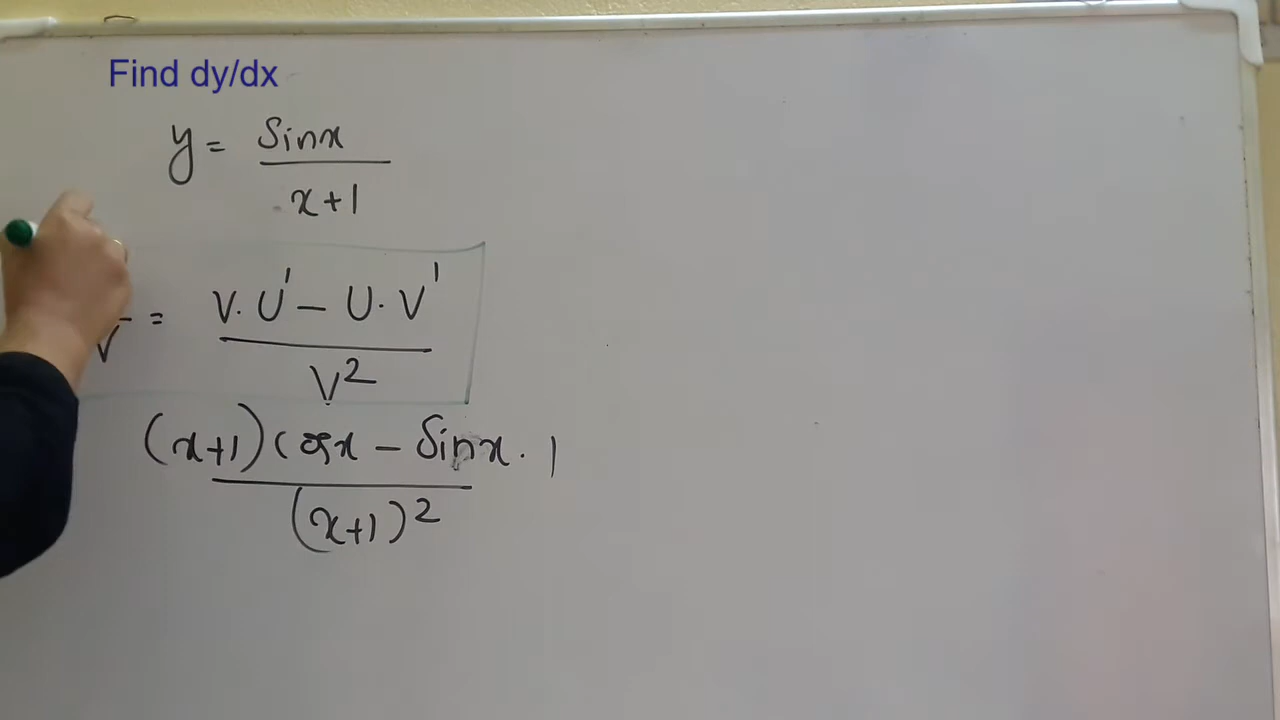 Find dy/dx
y = sinx / x+1
V = V·U' – U·V' / V²
(x+1) cosx – sinx · 1 / (x+1)²